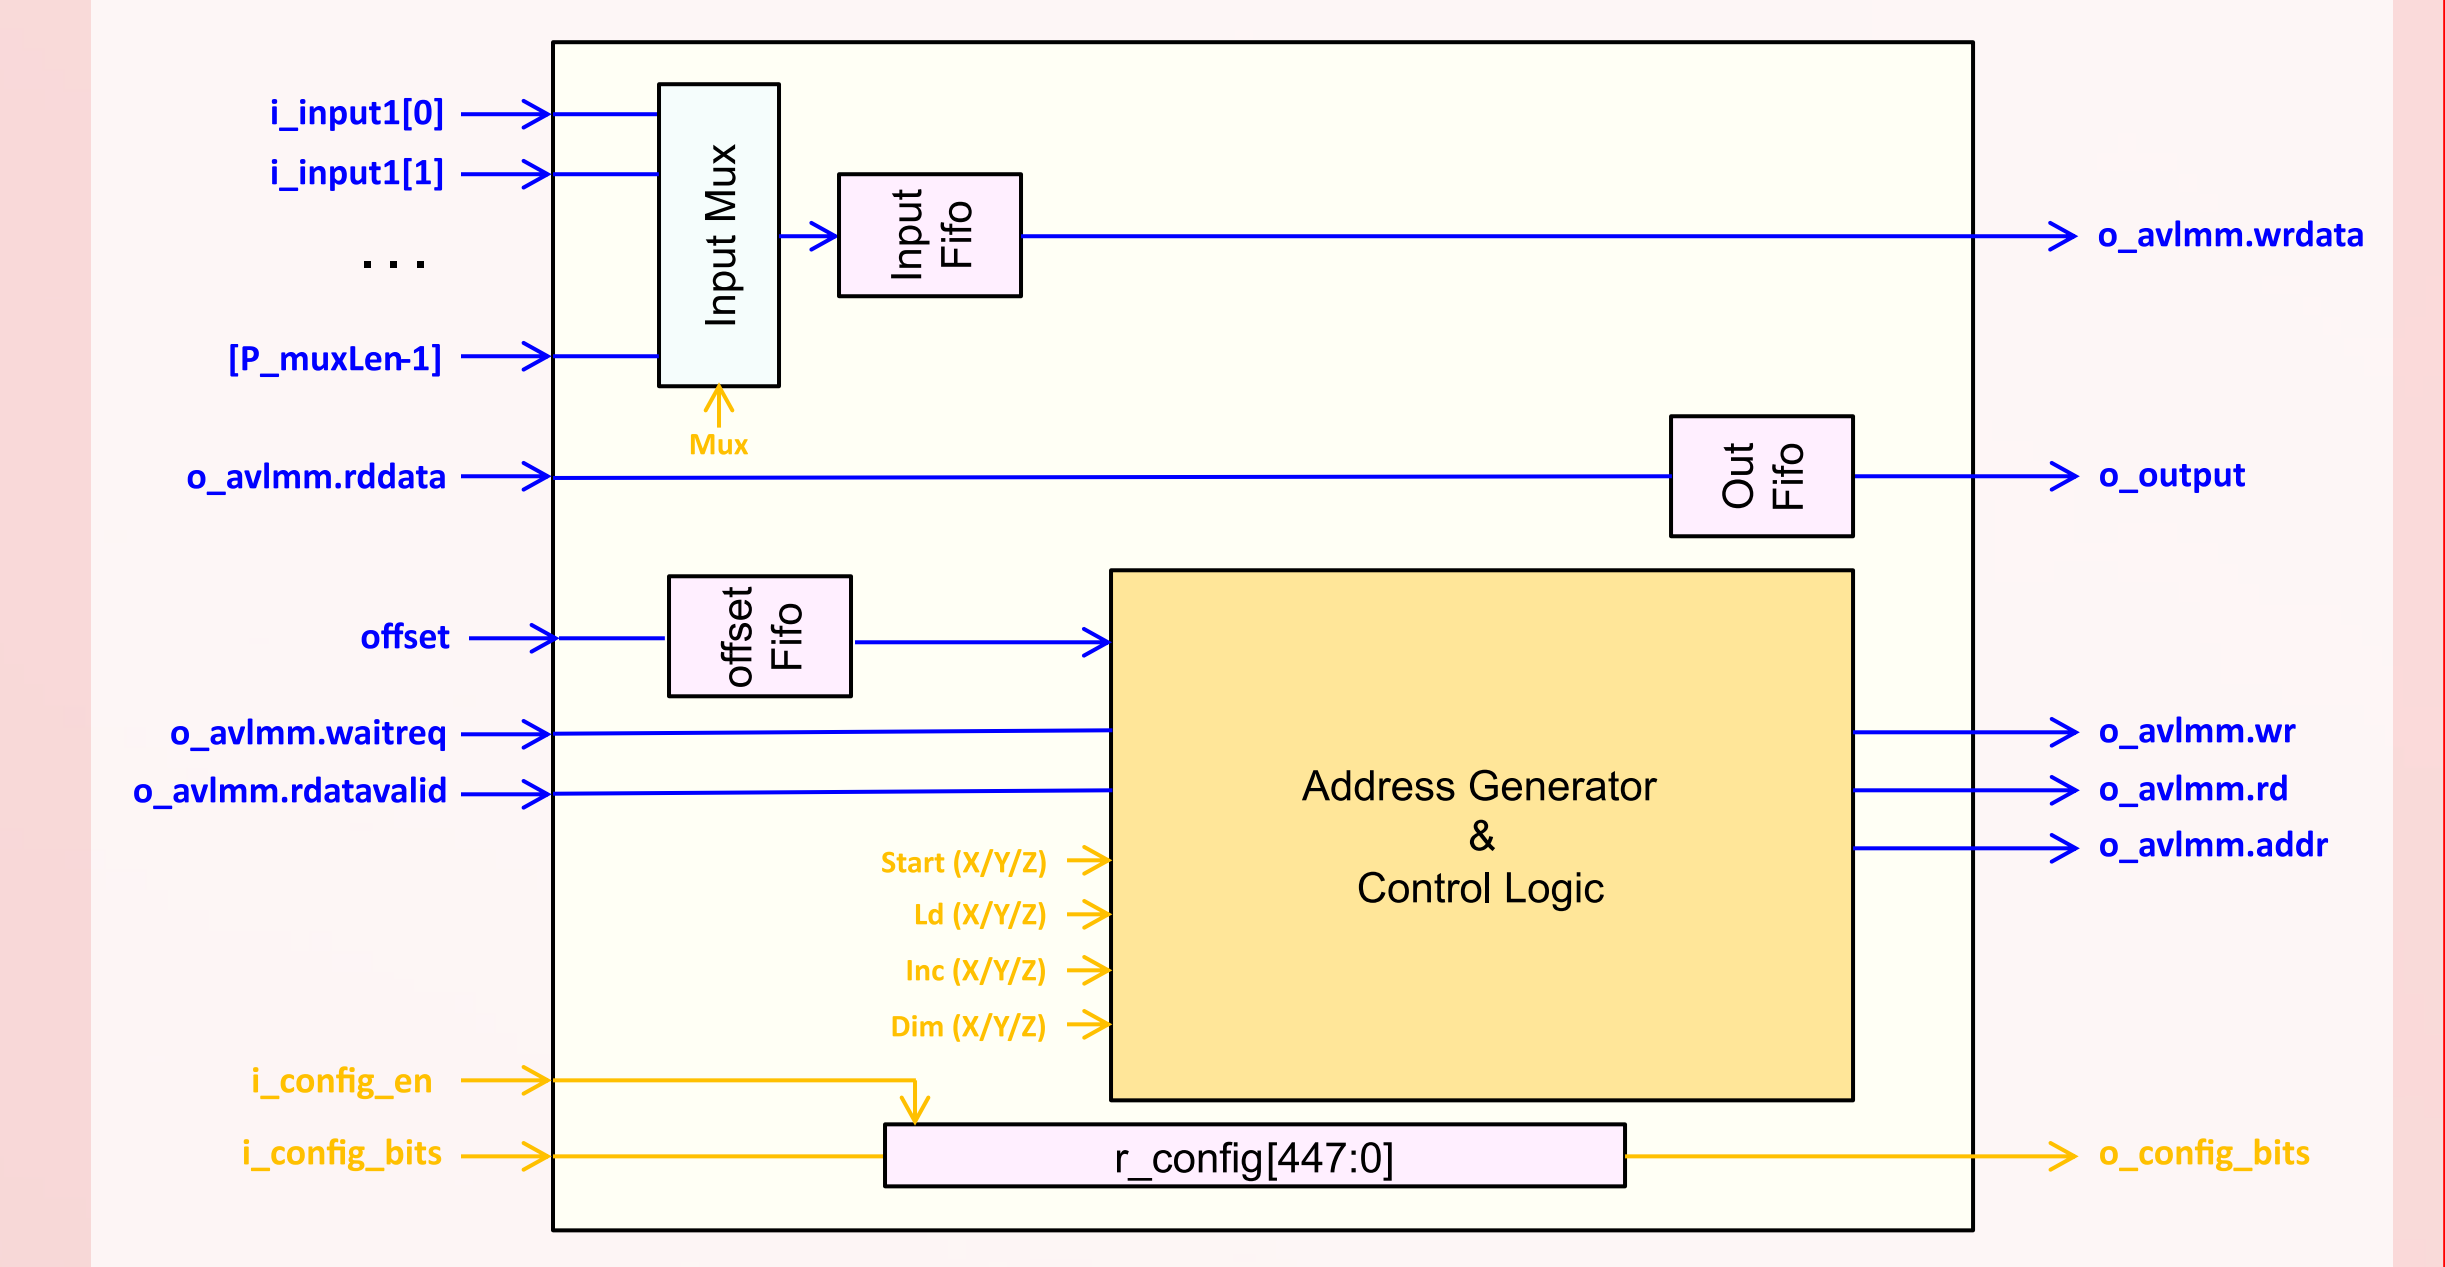 i_input1[0]
i_input1[1]
. . .
[P_muxLen-1]
Input Mux
Mux
Input
Fifo
o_avlmm.wrdata
o_avlmm.rddata
Out
Fifo
o_output
offset
offset
Fifo
o_avlmm.waitreq
o_avlmm.rdatavalid
Start (X/Y/Z)
Ld (X/Y/Z)
Inc (X/Y/Z)
Dim (X/Y/Z)
Address Generator
&
Control Logic
o_avlmm.wr
o_avlmm.rd
o_avlmm.addr
i_config_en
i_config_bits
r_config[447:0]
o_config_bits